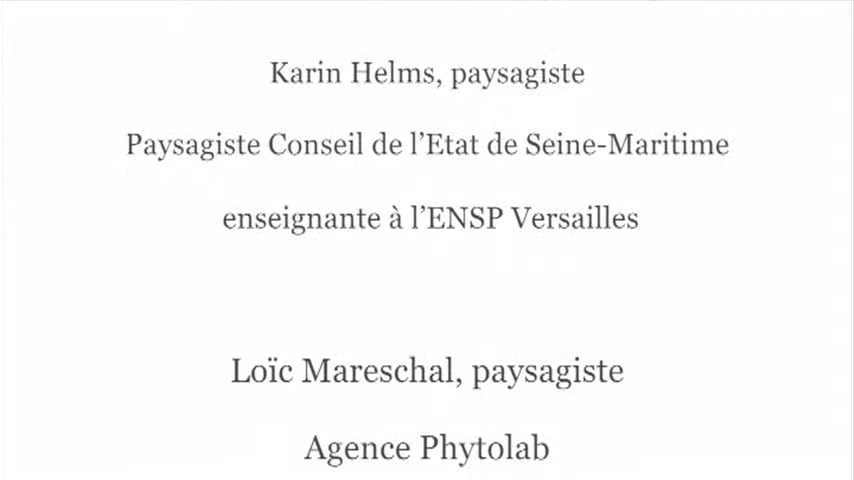 Karin Helms, paysagiste
Paysagiste Conseil de l’Etat de Seine-Maritime
enseignante à l’ENSP Versailles
Loïc Mareschal, paysagiste
Agence Phytolab